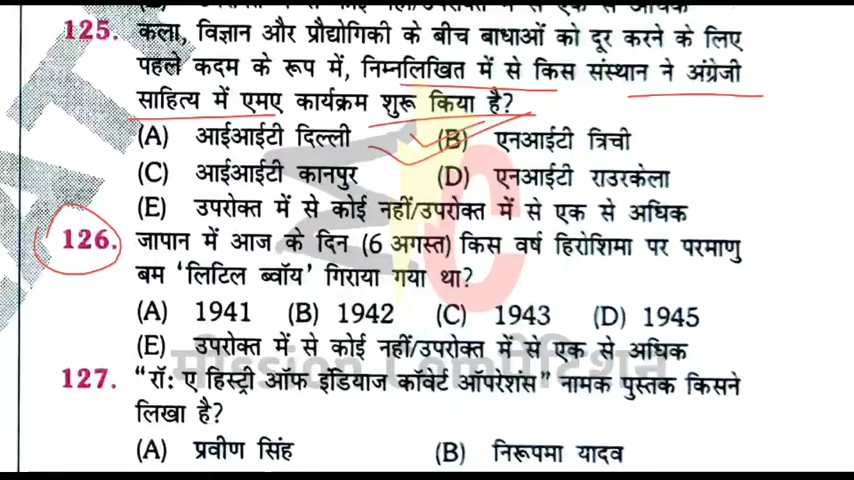 125. कला, विज्ञान और प्रौद्योगिकी के बीच बाधाओं को दूर करने के लिए
पहले कदम के रूप में, निम्नलिखित में से किस संस्थान ने अंग्रेजी
साहित्य में एमए कार्यक्रम शुरू किया है?
(A) आईआईटी दिल्ली (B) एनआईटी त्रिची
(C) आईआईटी कानपुर (D) एनआईटी राउरकेला
(E) उपरोक्त में से कोई नहीं/उपरोक्त में से एक से अधिक
126. जापान में आज के दिन (6 अगस्त) किस वर्ष हिरोशिमा पर परमाणु
बम ‘लिटिल ब्वॉय’ गिराया गया था?
(A) 1941 (B) 1942 (C) 1943 (D) 1945
(E) उपरोक्त में से कोई नहीं/उपरोक्त में से एक से अधिक
127. “रॉ: ए हिस्ट्री ऑफ इंडियाज कॉवर्ट ऑपरेशंस” नामक पुस्तक किसने
लिखा है?
(A) प्रवीण सिंह (B) निरूपमा यादव